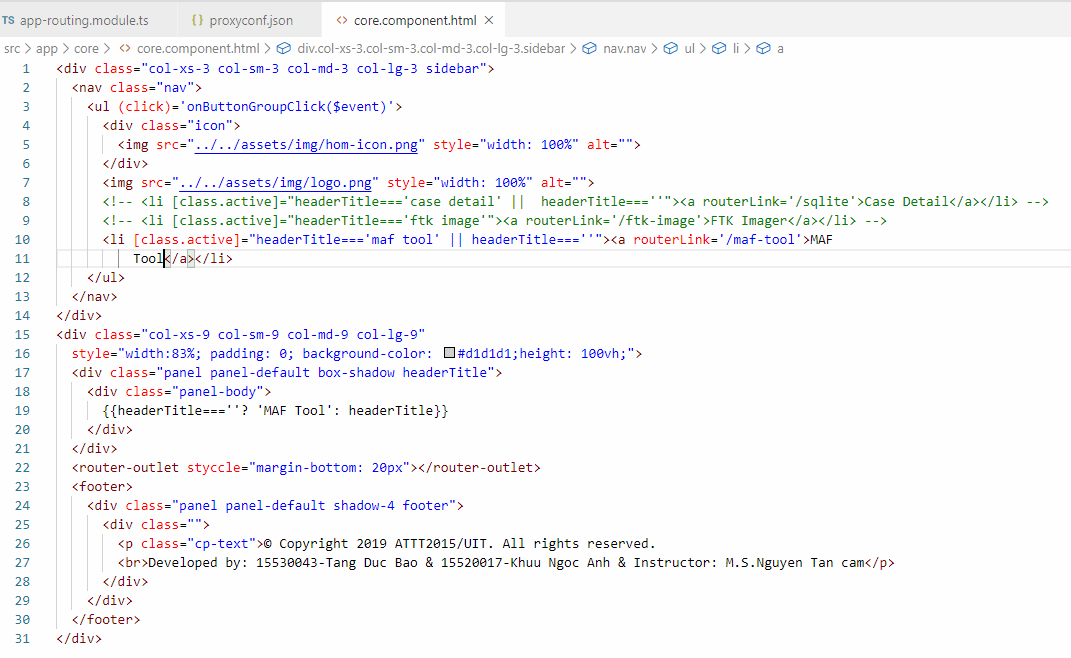 TS app-routing.module.ts {} proxyconf.json <> core.component.html ×
src > app > core > <> core.component.html > div.col-xs-3.col-sm-3.col-md-3.col-lg-3.sidebar > nav.nav > ul > li > a
1 <div class="col-xs-3 col-sm-3 col-md-3 col-lg-3 sidebar">
2 <nav class="nav">
3 <ul (click)='onButtonGroupClick($event)'>
4 <div class="icon">
5 <img src="../../assets/img/hom-icon.png" style="width: 100%" alt="">
6 </div>
7 <img src="../../assets/img/logo.png" style="width: 100%" alt="">
8 <!-- <li [class.active]="headerTitle==='case detail' ||  headerTitle===''"><a routerLink='/sqlite'>Case Detail</a></li> -->
9 <!-- <li [class.active]="headerTitle==='ftk image'"><a routerLink='/ftk-image'>FTK Imager</a></li> -->
10 <li [class.active]="headerTitle==='maf tool' || headerTitle===''"><a routerLink='/maf-tool'>MAF
11 Tool</a></li>
12 </ul>
13 </nav>
14 </div>
15 <div class="col-xs-9 col-sm-9 col-md-9 col-lg-9"
16 style="width:83%; padding: 0; background-color: #d1d1d1;height: 100vh;">
17 <div class="panel panel-default box-shadow headerTitle">
18 <div class="panel-body">
19 {{headerTitle===''? 'MAF Tool': headerTitle}}
20 </div>
21 </div>
22 <router-outlet styccle="margin-bottom: 20px"></router-outlet>
23 <footer>
24 <div class="panel panel-default shadow-4 footer">
25 <div class="">
26 <p class="cp-text">© Copyright 2019 ATTT2015/UIT. All rights reserved.
27 <br>Developed by: 15530043-Tang Duc Bao & 15520017-Khuu Ngoc Anh & Instructor: M.S.Nguyen Tan cam</p>
28 </div>
29 </div>
30 </footer>
31 </div>